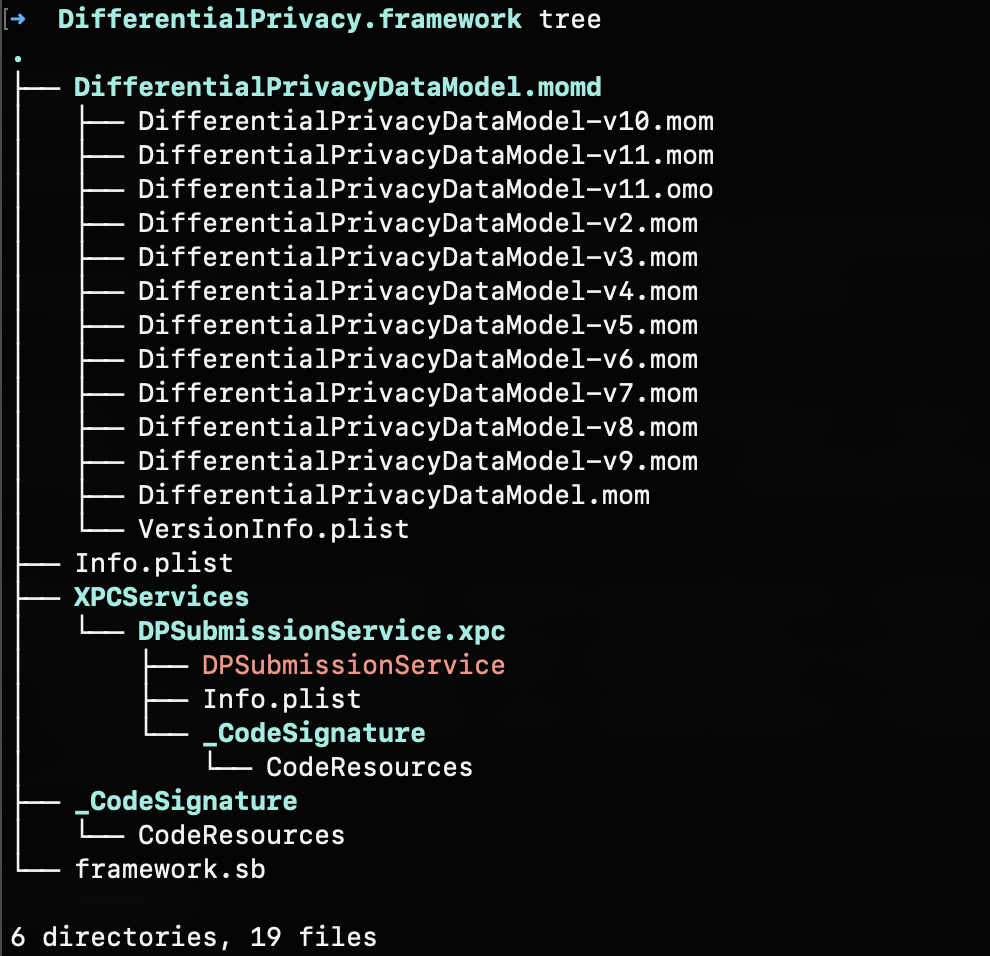 [➜  DifferentialPrivacy.framework tree
.
├── DifferentialPrivacyDataModel.momd
│   ├── DifferentialPrivacyDataModel-v10.mom
│   ├── DifferentialPrivacyDataModel-v11.mom
│   ├── DifferentialPrivacyDataModel-v11.omo
│   ├── DifferentialPrivacyDataModel-v2.mom
│   ├── DifferentialPrivacyDataModel-v3.mom
│   ├── DifferentialPrivacyDataModel-v4.mom
│   ├── DifferentialPrivacyDataModel-v5.mom
│   ├── DifferentialPrivacyDataModel-v6.mom
│   ├── DifferentialPrivacyDataModel-v7.mom
│   ├── DifferentialPrivacyDataModel-v8.mom
│   ├── DifferentialPrivacyDataModel-v9.mom
│   ├── DifferentialPrivacyDataModel.mom
│   └── VersionInfo.plist
├── Info.plist
├── XPCServices
│   └── DPSubmissionService.xpc
│       ├── DPSubmissionService
│       ├── Info.plist
│       └── _CodeSignature
│           └── CodeResources
├── _CodeSignature
│   └── CodeResources
└── framework.sb
6 directories, 19 files